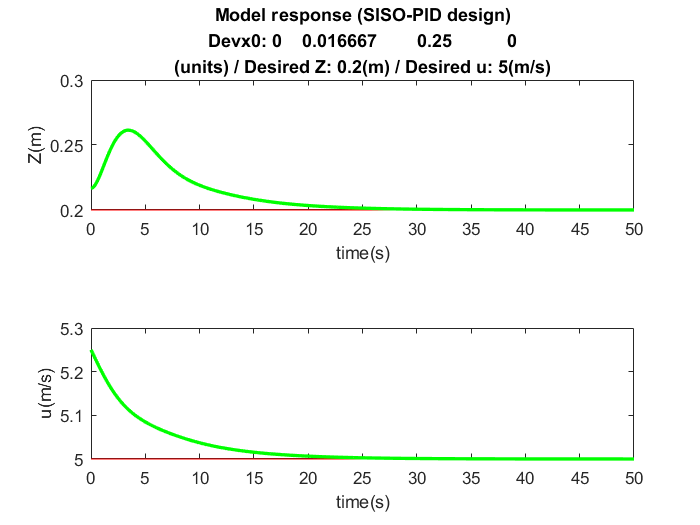 Model response (SISO-PID design)
Devx0: 0 0.016667 0.25 0
(units) / Desired Z: 0.2(m) / Desired u: 5(m/s)
0.3
0.25
0.2
Z(m)
0 5 10 15 20 25 30 35 40 45 50
time(s)
5.3
5.2
5.1
5
u(m/s)
0 5 10 15 20 25 30 35 40 45 50
time(s)